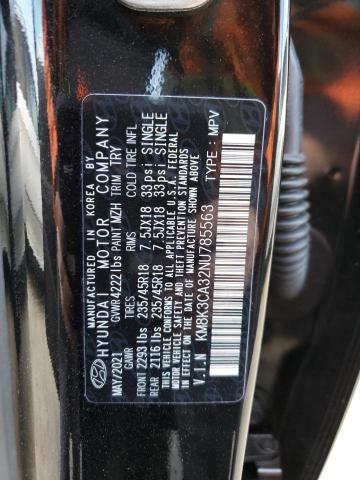 MANUFACTURED IN KOREA BY
HYUNDAI MOTOR COMPANY
MAY/2021 GVWR4222lbs PAINT MZH TRIM TRY
GAWR TIRES RIMS COLD TIRE INFL
FRONT 2293 lbs 235/45R18 7.5JX18 33psi SINGLE
REAR 2116 lbs 235/45R18 7.5JX18 33psi SINGLE
THIS VEHICLE CONFORMS TO ALL APPLICABLE U.S. FEDERAL
MOTOR VEHICLE SAFETY, BUMPER, AND THEFT PREVENTION
STANDARDS IN EFFECT ON THE DATE OF
MANUFACTURE SHOWN ABOVE.
V.I.N KM8K3CA32NU785563 TYPE : MPV